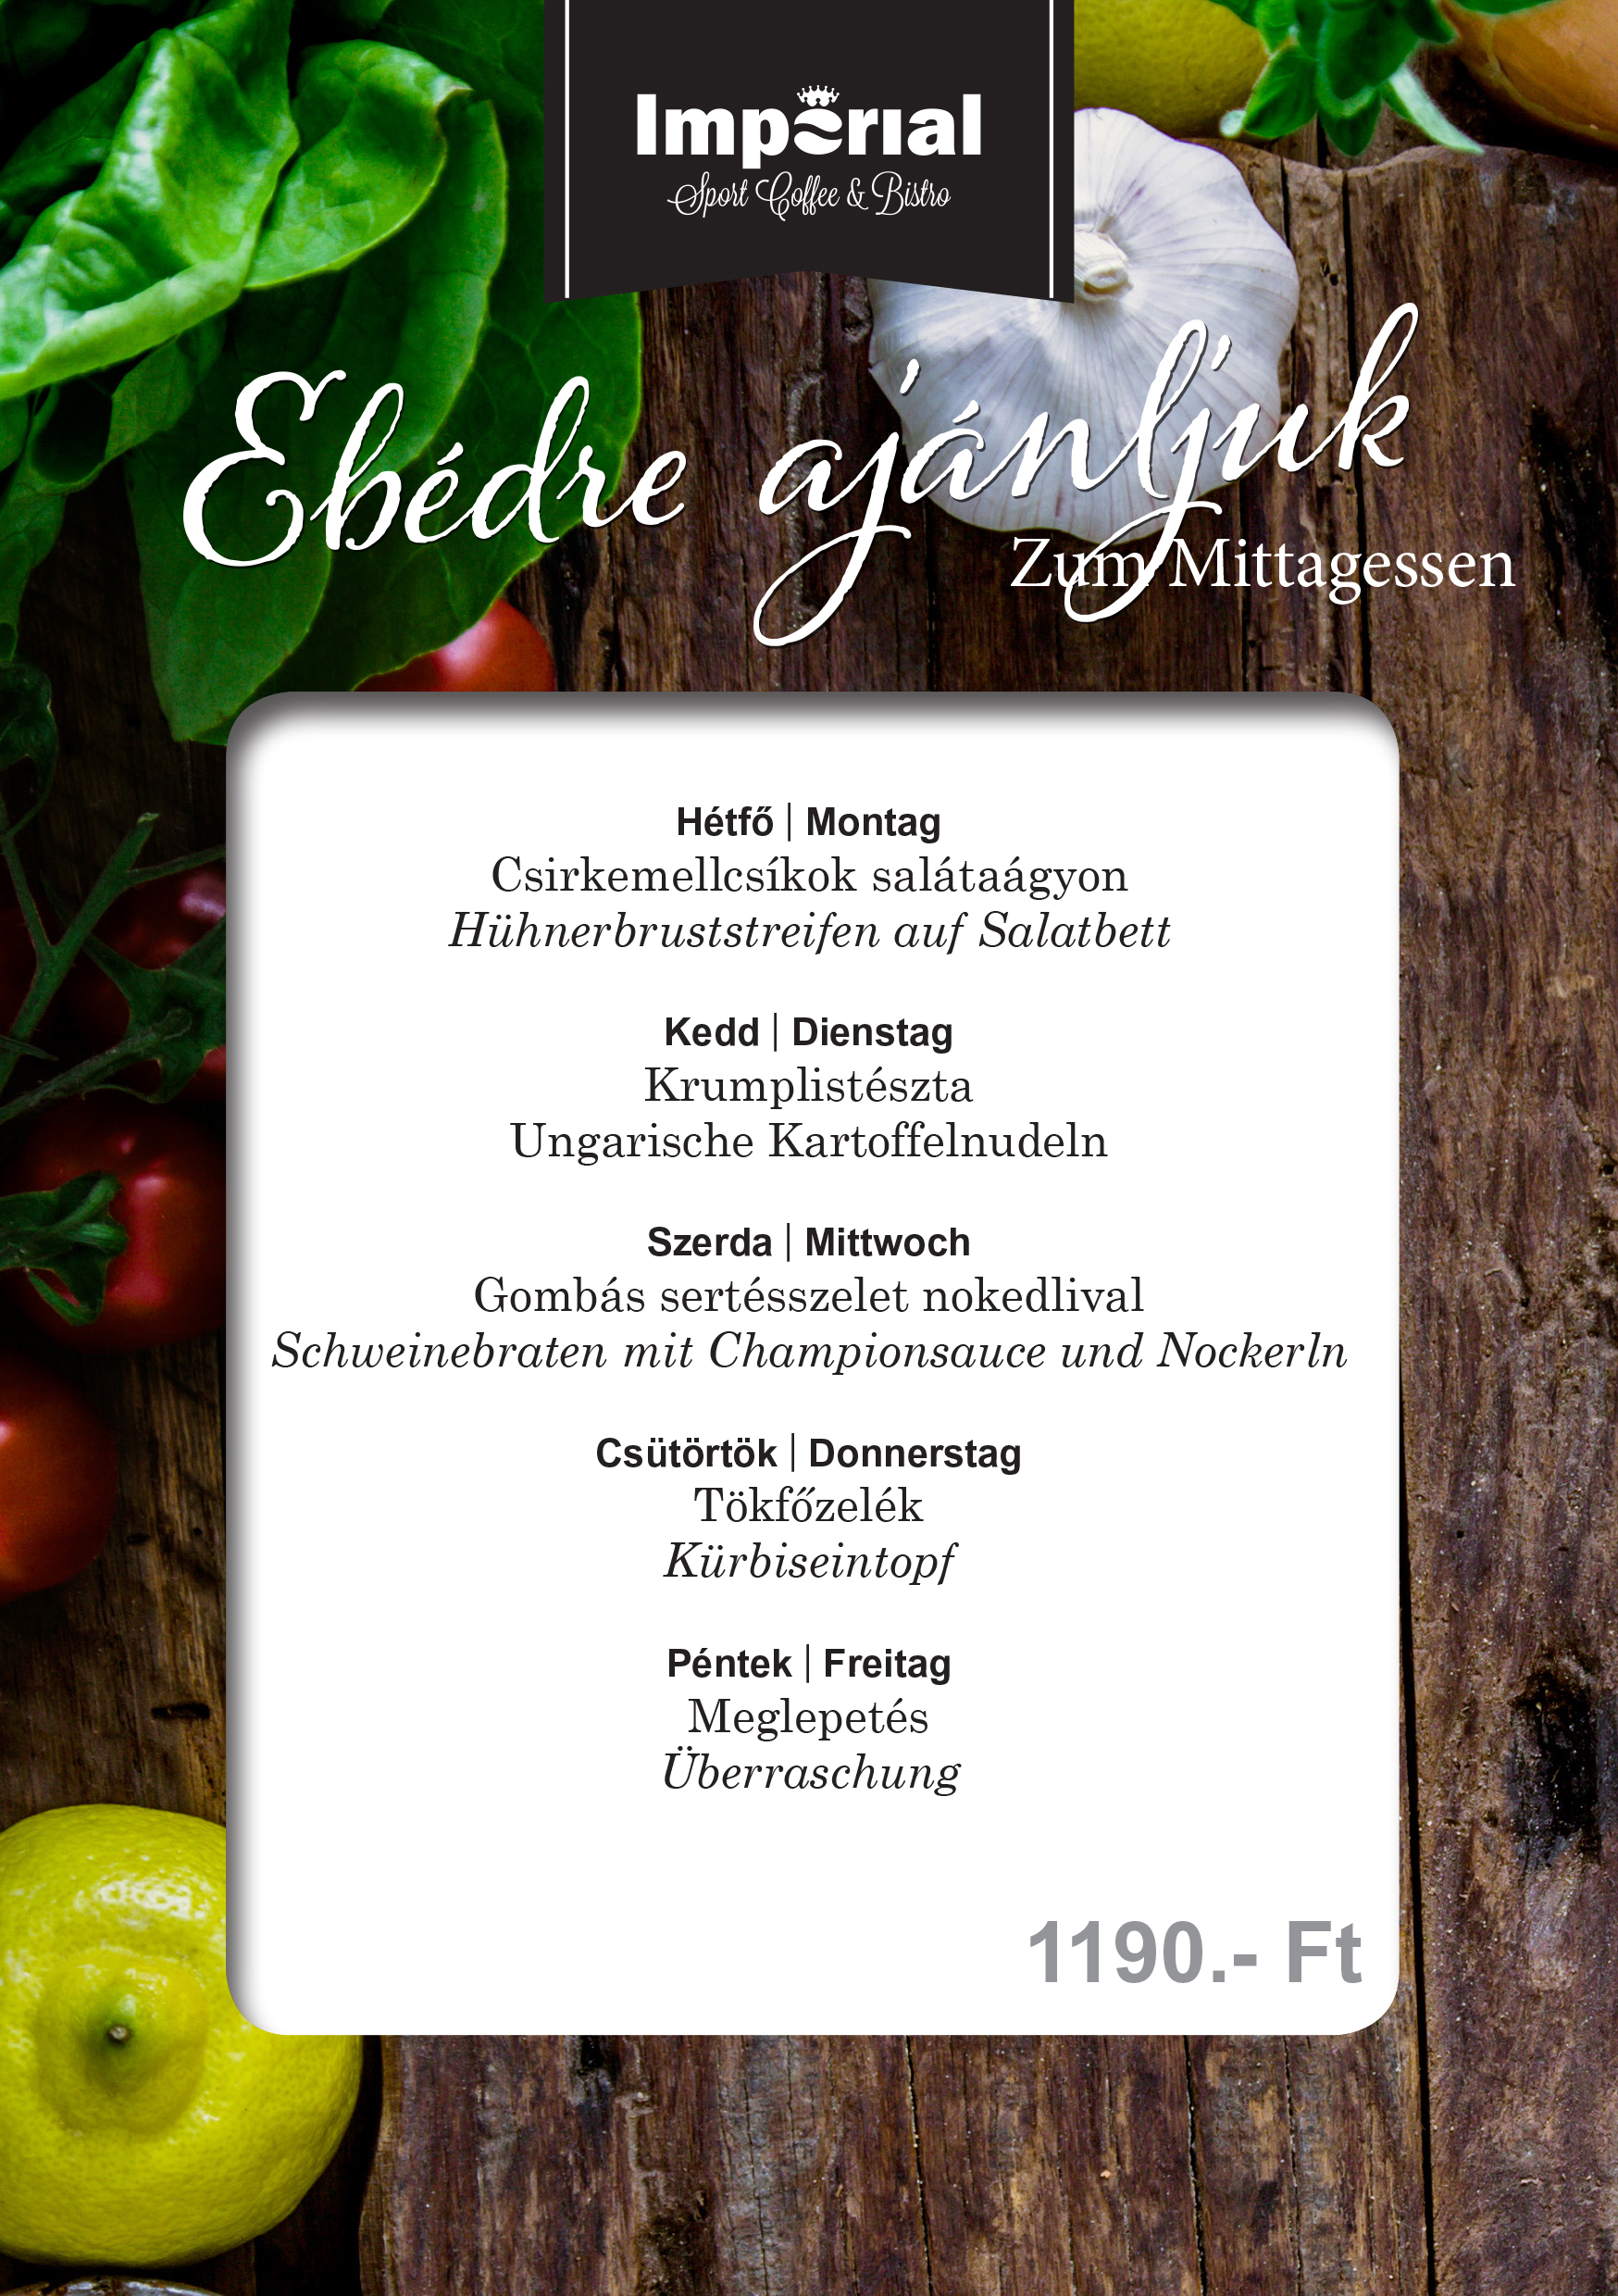 Imperial
Sport Coffee & Bistro
Ebédre ajánljuk
Zum Mittagessen
Hétfő | Montag
Csirkemellcsíkok salátaágyon
Hühnerbruststreifen auf Salatbett
Kedd | Dienstag
Krumplistészta
Ungarische Kartoffelnudeln
Szerda | Mittwoch
Gombás sertésszelet nokedlival
Schweinebraten mit Championsauce und Nockerln
Csütörtök | Donnerstag
Tökfőzelék
Kürbiseintopf
Péntek | Freitag
Meglepetés
Überraschung
1190.- Ft